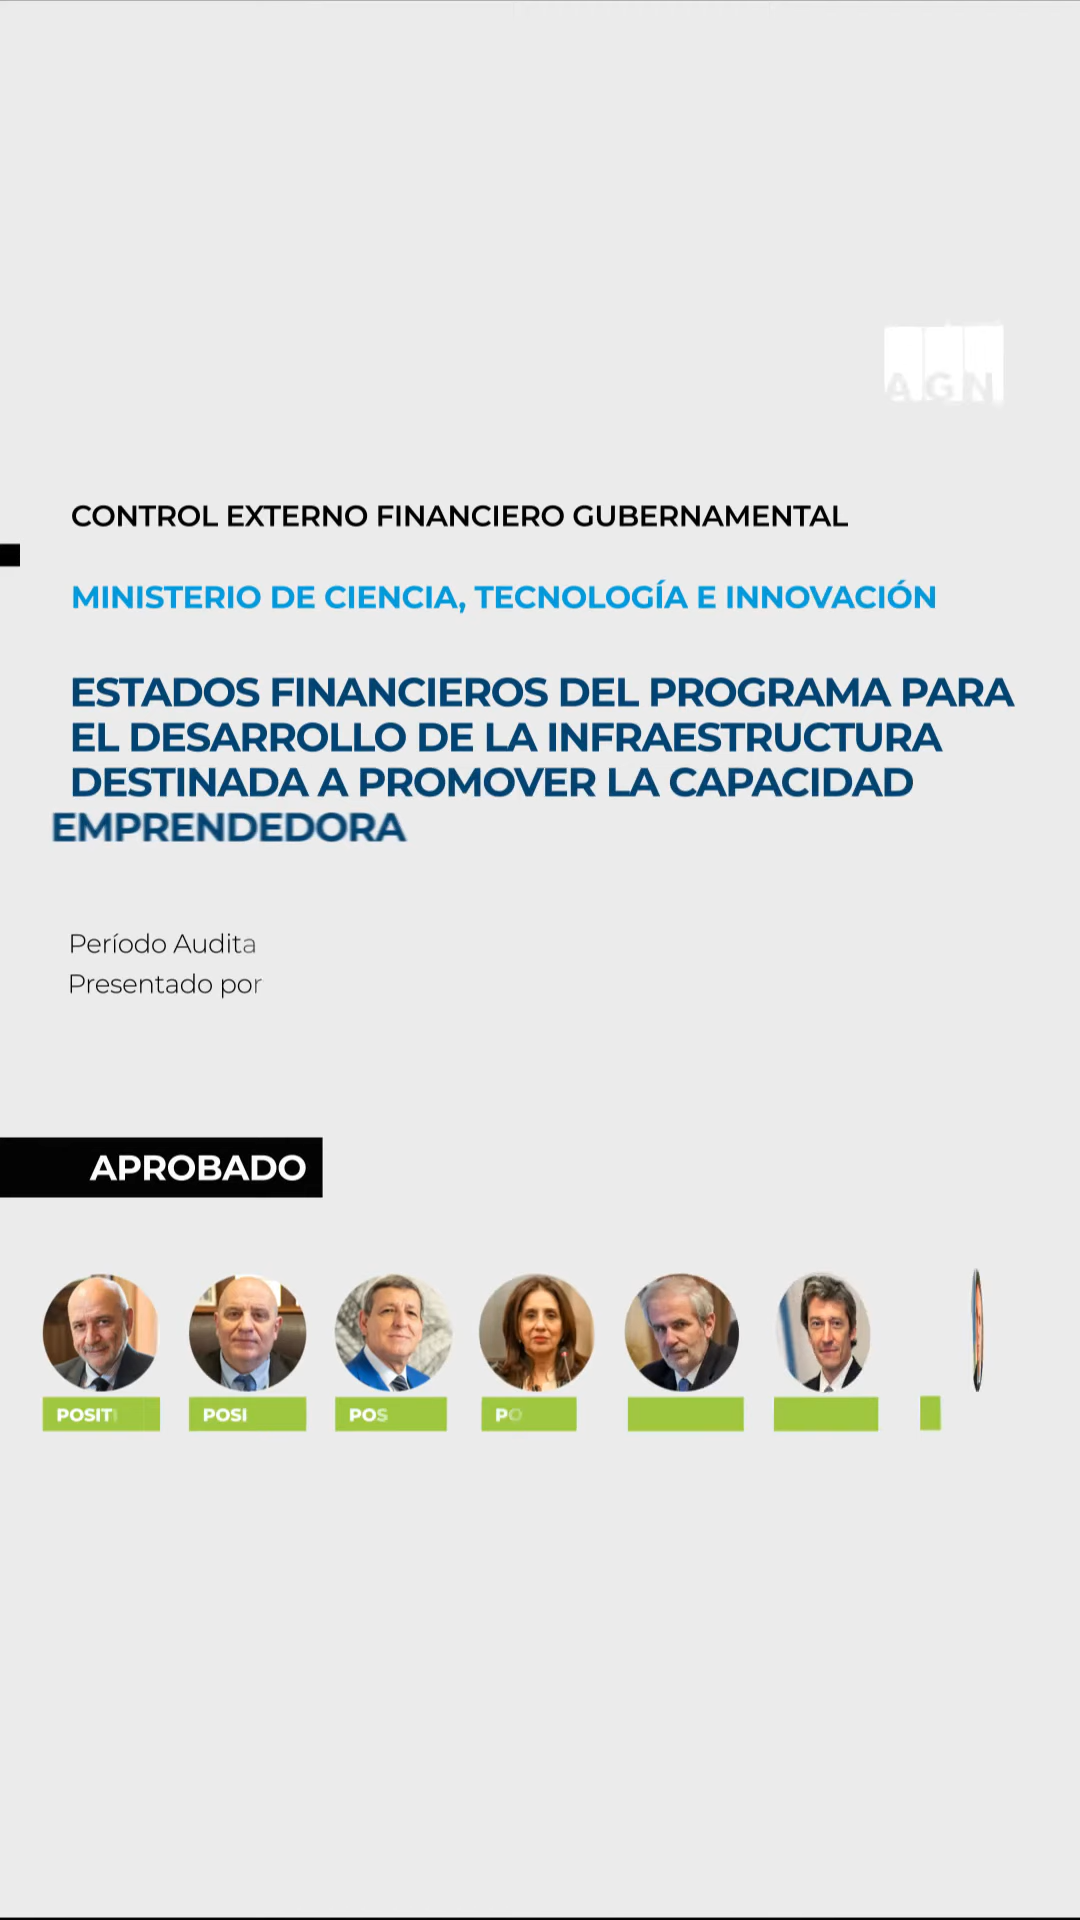 AGN
CONTROL EXTERNO FINANCIERO GUBERNAMENTAL
MINISTERIO DE CIENCIA, TECNOLOGÍA E INNOVACIÓN
ESTADOS FINANCIEROS DEL PROGRAMA PARA
EL DESARROLLO DE LA INFRAESTRUCTURA
DESTINADA A PROMOVER LA CAPACIDAD
EMPRENDEDORA
Período Audita
Presentado por
APROBADO
POSITI POSI POS PO